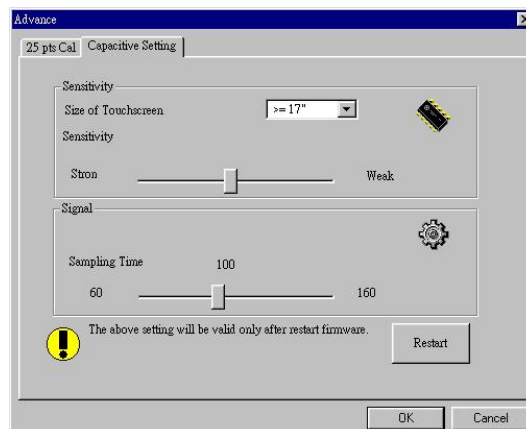 Advance
25 pts Cal Capacitive Setting
Sensitivity
Size of Touchscreen >= 17"
Sensitivity
Stron Weak
Signal
Sampling Time 100
60 160
The above setting will be valid only after restart firmware.
Restart
OK Cancel